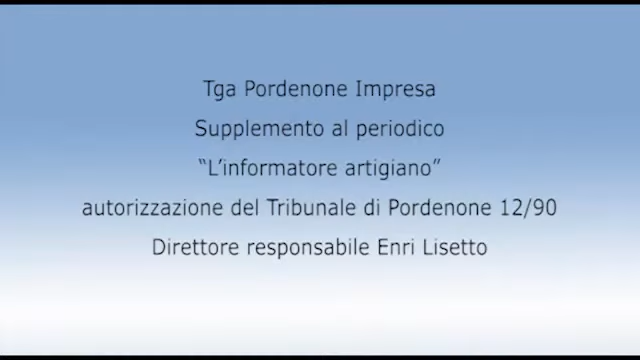 Tga Pordenone Impresa
Supplemento al periodico
“L’informatore artigiano”
autorizzazione del Tribunale di Pordenone 12/90
Direttore responsabile Enri Lisetto